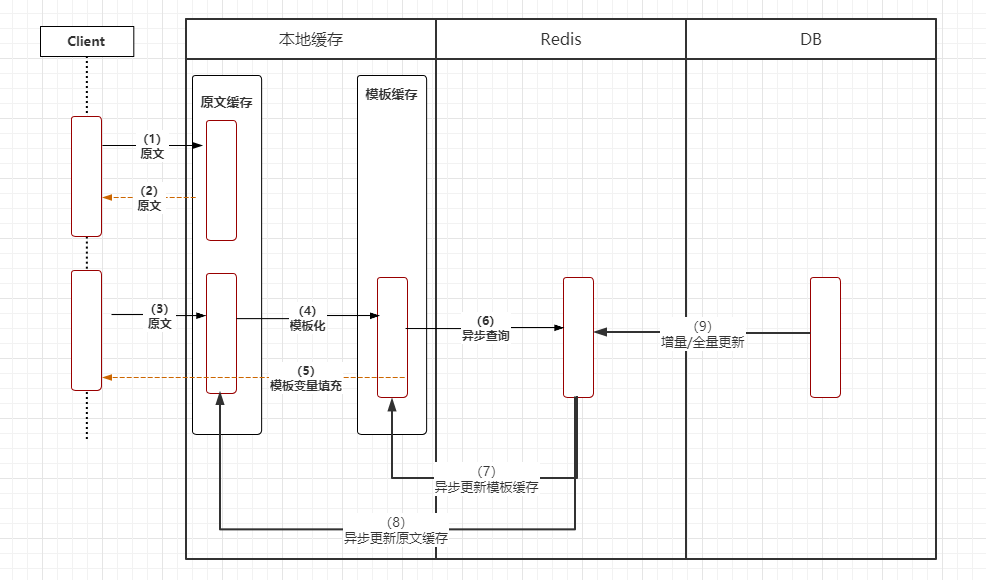 Client
本地缓存
Redis
DB
原文缓存
模板缓存
（1）
原文
（2）
原文
（3）
原文
（4）
模板化
（5）
模板变量填充
（6）
异步查询
（7）
异步更新模板缓存
（8）
异步更新原文缓存
（9）
增量/全量更新